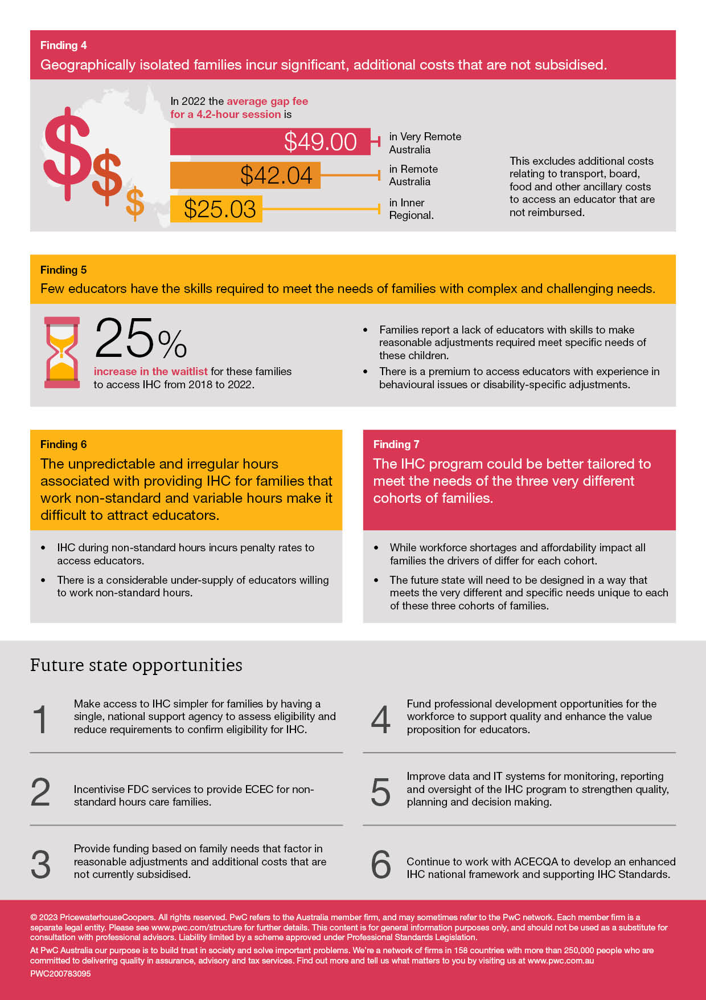 Finding 4
Geographically isolated families incur significant, additional costs that are not subsidised.
$
$
$
In 2022 the average gap fee
for a 4.2-hour session is
$49.00
in Very Remote
Australia
$42.04
in Remote
Australia
$25.03
in Inner
Regional.
This excludes additional costs
relating to transport, board,
food and other ancillary costs
to access an educator that are
not reimbursed.
Finding 5
Few educators have the skills required to meet the needs of families with complex and challenging needs.
25%
increase in the waitlist for these families
to access IHC from 2018 to 2022.
• Families report a lack of educators with skills to make
reasonable adjustments required meet specific needs of
these children.
• There is a premium to access educators with experience in
behavioural issues or disability-specific adjustments.
Finding 6
The unpredictable and irregular hours
associated with providing IHC for families that
work non-standard and variable hours make it
difficult to attract educators.
• IHC during non-standard hours incurs penalty rates to
access educators.
• There is a considerable under-supply of educators willing
to work non-standard hours.
Finding 7
The IHC program could be better tailored to
meet the needs of the three very different
cohorts of families.
• While workforce shortages and affordability impact all
families the drivers of differ for each cohort.
• The future state will need to be designed in a way that
meets the very different and specific needs unique to each
of these three cohorts of families.
Future state opportunities
1
Make access to IHC simpler for families by having a
single, national support agency to assess eligibility and
reduce requirements to confirm eligibility for IHC.
2
Incentivise FDC services to provide ECEC for non-
standard hours care families.
3
Provide funding based on family needs that factor in
reasonable adjustments and additional costs that are
not currently subsidised.
4
Fund professional development opportunities for the
workforce to support quality and enhance the value
proposition for educators.
5
Improve data and IT systems for monitoring, reporting
and oversight of the IHC program to strengthen quality,
planning and decision making.
6
Continue to work with ACECQA to develop an enhanced
IHC national framework and supporting IHC Standards.
© 2023 PricewaterhouseCoopers. All rights reserved. PwC refers to the Australia member firm, and may sometimes refer to the PwC network. Each member firm is a
separate legal entity. Please see www.pwc.com/structure for further details. This content is for general information purposes only, and should not be used as a substitute for
consultation with professional advisors. Liability limited by a scheme approved under Professional Standards Legislation.
At PwC Australia our purpose is to build trust in society and solve important problems. We're a network of firms in 158 countries with more than 250,000 people who are
committed to delivering quality in assurance, advisory and tax services. Find out more and tell us what matters to you by visiting us at www.pwc.com.au
PWC200783095